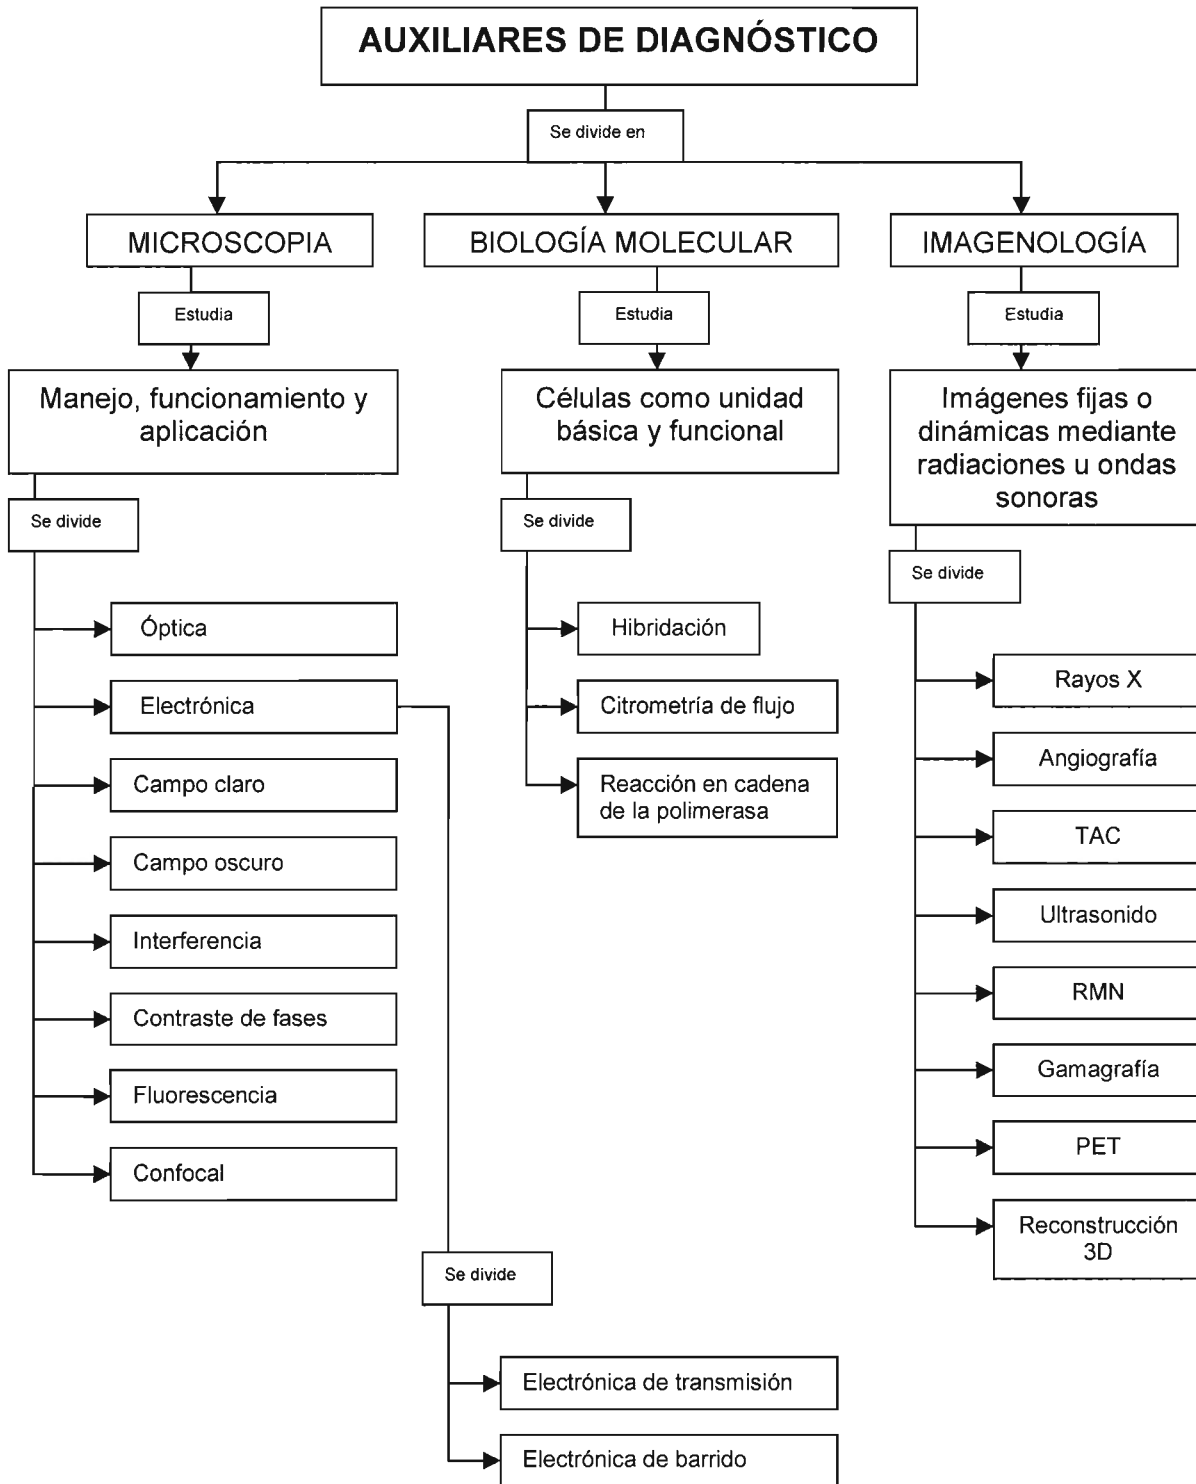 AUXILIARES DE DIAGNÓSTICO
Se divide en
MICROSCOPIA
BIOLOGÍA MOLECULAR
IMAGENOLOGÍA
Estudia
Estudia
Estudia
Manejo, funcionamiento y
aplicación
Células como unidad
básica y funcional
Imágenes fijas o
dinámicas mediante
radiaciones u ondas
sonoras
Se divide
Se divide
Se divide
Óptica
Electrónica
Campo claro
Campo oscuro
Interferencia
Contraste de fases
Fluorescencia
Confocal
Hibridación
Citrometría de flujo
Reacción en cadena
de la polimerasa
Rayos X
Angiografía
TAC
Ultrasonido
RMN
Gamagrafía
PET
Reconstrucción
3D
Se divide
Electrónica de transmisión
Electrónica de barrido